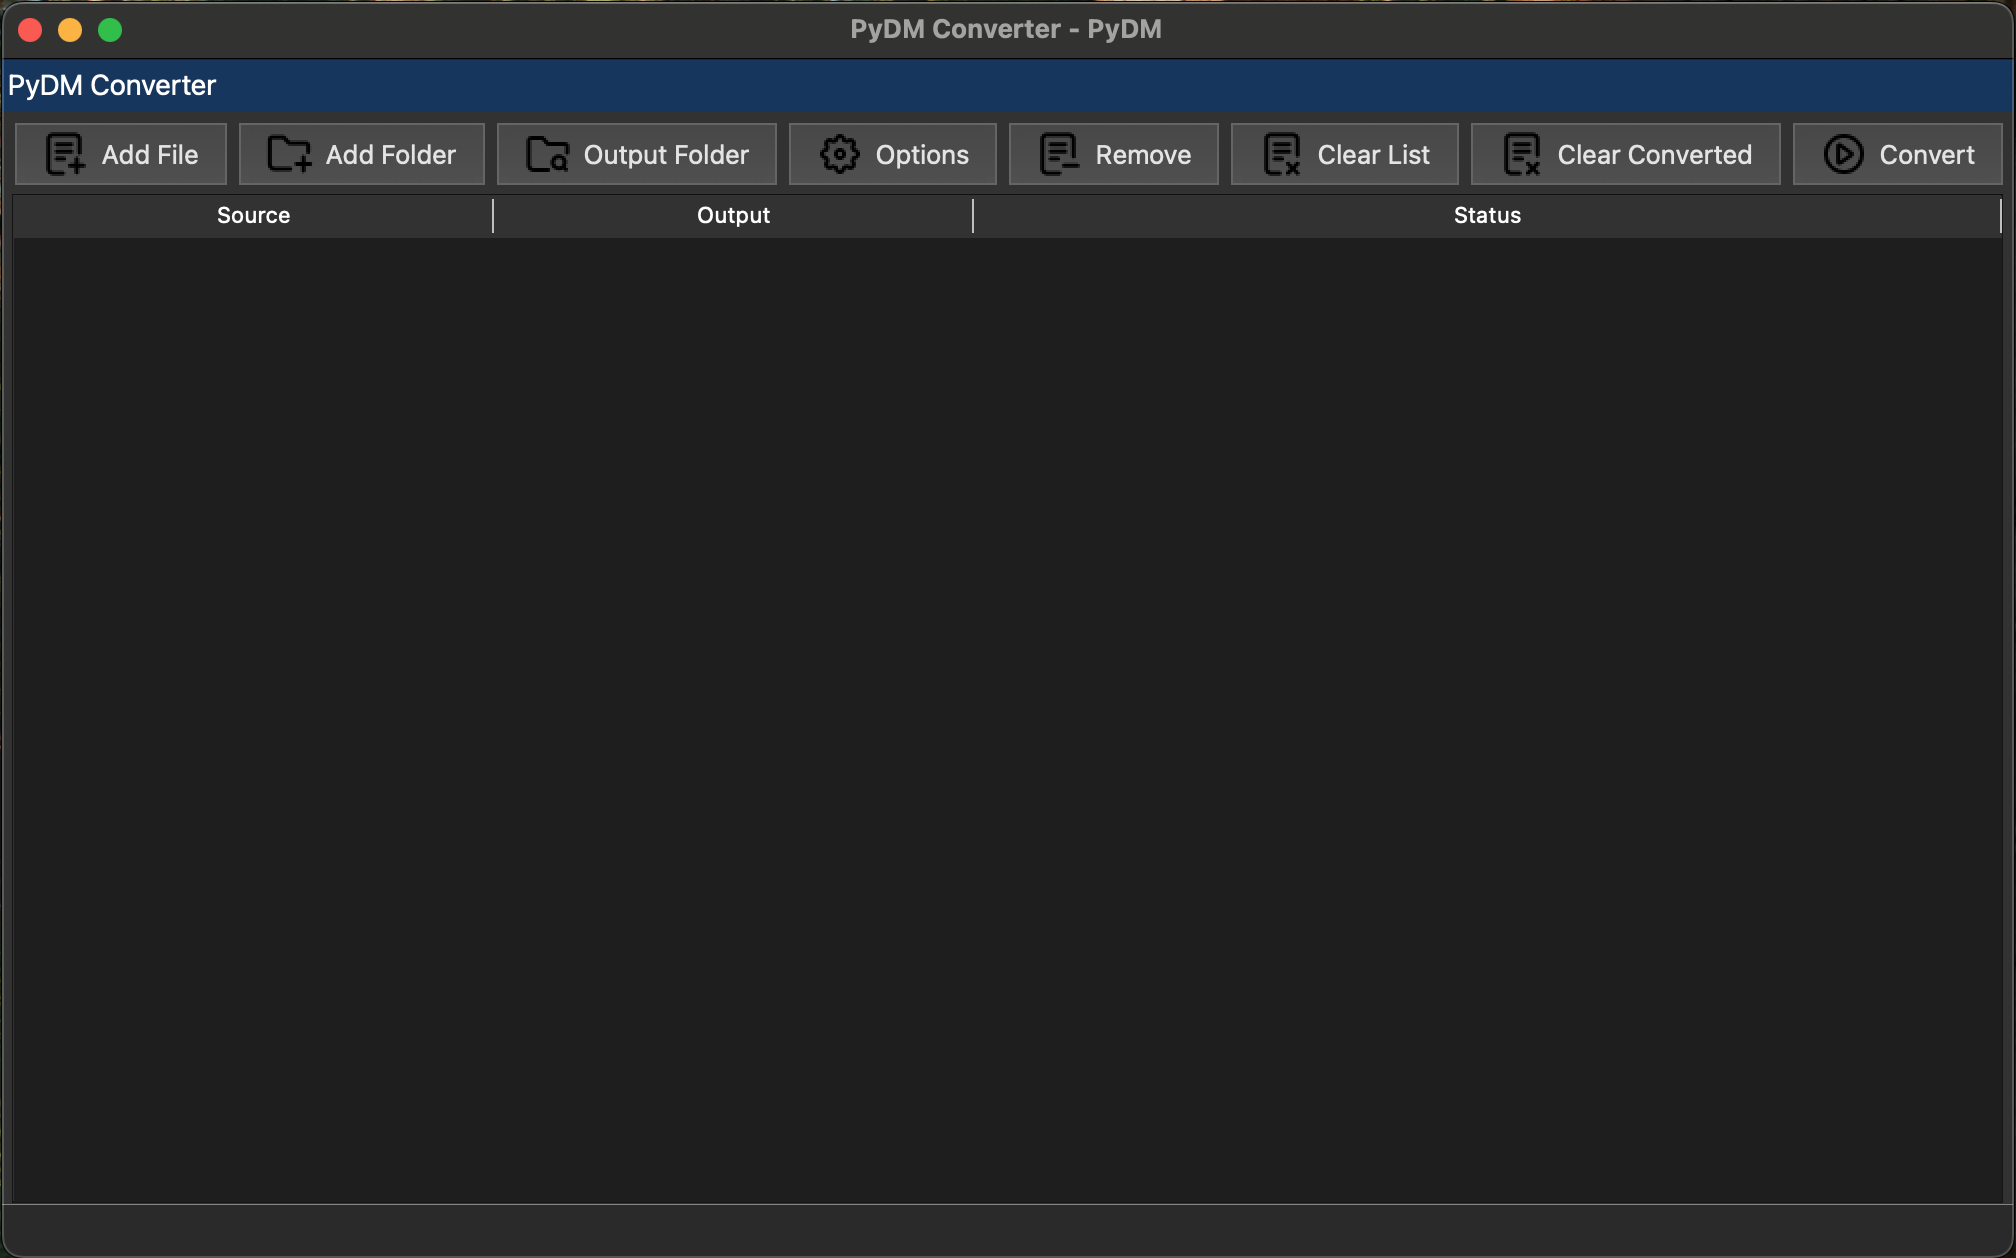 PyDM Converter - PyDM
PyDM Converter
Add File Add Folder Output Folder Options Remove Clear List Clear Converted Convert
Source Output Status